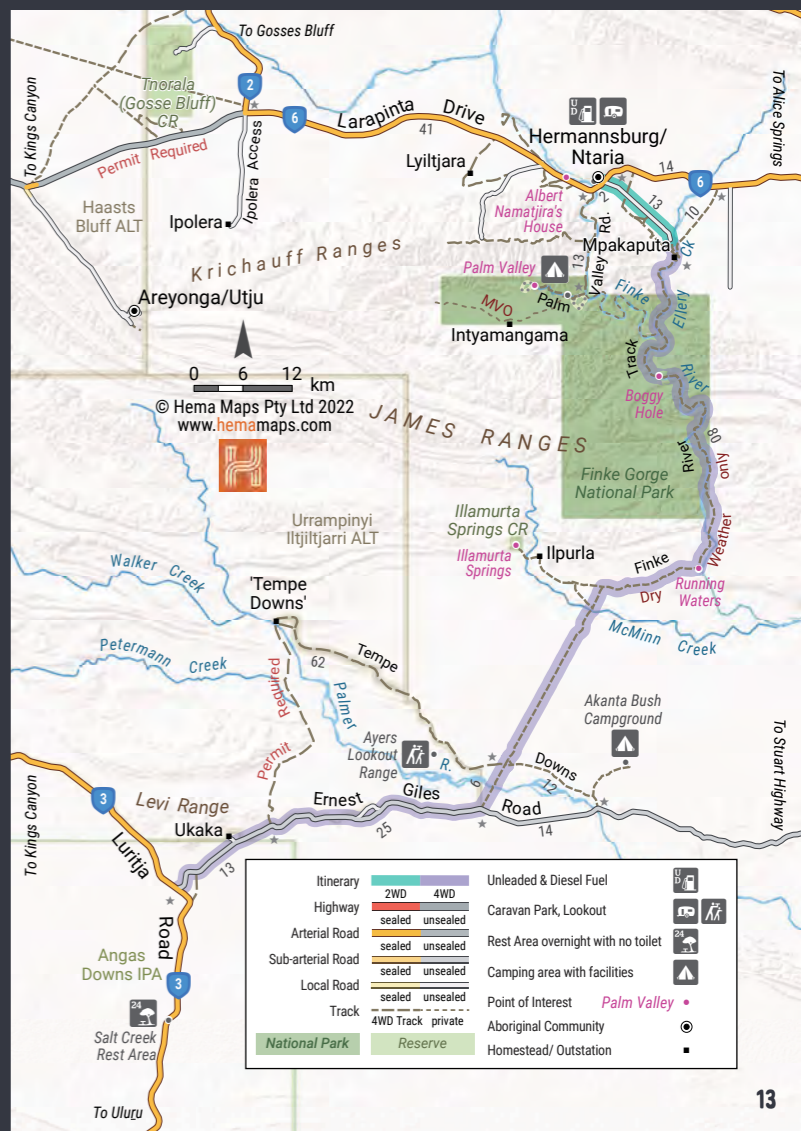 To Gosses Bluff
To Kings Canyon
Tnorala
(Gosse Bluff)
CR
2
6
Larapinta Drive
41
To Alice Springs
U
D
Hermannsburg/
Ntaria
14
6
Permit Required
Ipolera Access
Lyiltjara
Albert
Namatjira's
House
2
13
10
Haasts
Bluff ALT
Ipolera
Mpakaputa
Krichauff Ranges
Palm Valley
13
Valley Rd.
Palm
Finke
Ellery Ck
Areyonga/Utju
MVO
Intyamangama
Track
River
0 6 12
km
© Hema Maps Pty Ltd 2022
www.hemamaps.com
JAMES RANGES
Boggy
Hole
River
80
only
Finke Gorge
National Park
Illamurta
Springs CR
Urrampinyi
Iltjiltjarri ALT
Illamurta
Springs
Ilpurla
Finke
Weather
Dry
Running
Waters
Walker Creek
'Tempe
Downs'
McMinn Creek
Petermann Creek
62
Tempe
Required
Palmer
Akanta Bush
Campground
Permit
Ayers
Lookout
Range
R.
Downs
To Stuart Highway
6
12
3
Levi Range
Ernest Giles Road
To Kings Canyon
Ukaka
25
14
Luritja
13
Road
Angas
Downs IPA
3
24
Salt Creek
Rest Area
To Uluṟu
Itinerary
2WD 4WD
Highway
sealed unsealed
Arterial Road
sealed unsealed
Sub-arterial Road
sealed unsealed
Local Road
sealed unsealed
Track
4WD Track private
National Park Reserve
Unleaded & Diesel Fuel
U
D
Caravan Park, Lookout
Rest Area overnight with no toilet
24
Camping area with facilities
Point of Interest Palm Valley
Aboriginal Community
Homestead/ Outstation
13